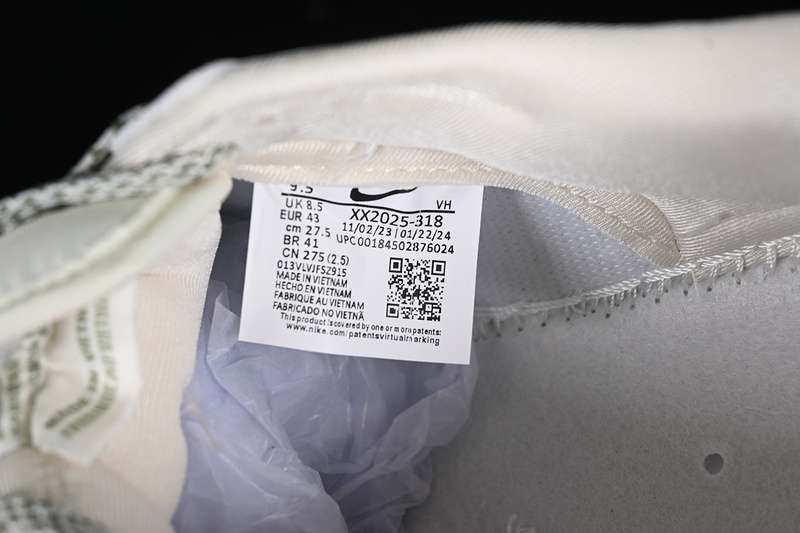 9.5
VH
UK 8.5
XX2025-318
EUR 43
11/02/23 | 01/22/24
cm 27.5
UPC00184502876024
BR 41
CN 275 (2.5)
013VLVJFSZ915
MADE IN VIETNAM
HECHO EN VIETNAM
FABRIQUE AU VIETNAM
FABRICADO NO VIETNÃ
This product is covered by one or more patents:
www.nike.com/patentsvirtualmarking